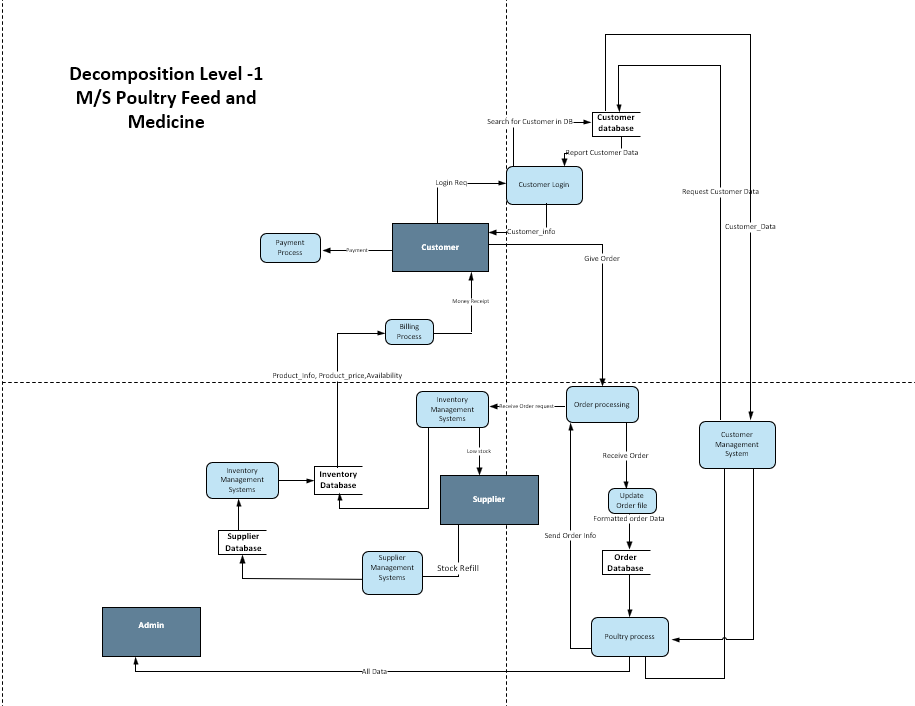 Decomposition Level -1
M/S Poultry Feed and
Medicine
Customer
database
Search for Customer in DB
Report Customer Data
Customer Login
Login Req
Request Customer Data
Customer_Data
Customer_info
Payment
Process
Payment
Customer
Give Order
Money Receipt
Billing
Process
Product_Info, Product_price,Availability
Inventory
Management
Systems
Receive Order request
Order processing
Customer
Management
System
Low stock
Receive Order
Inventory
Management
Systems
Inventory
Database
Supplier
Update
Order file
Formatted order Data
Send Order Info
Supplier
Database
Supplier
Management
Systems
Stock Refill
Order
Database
Admin
Poultry process
All Data